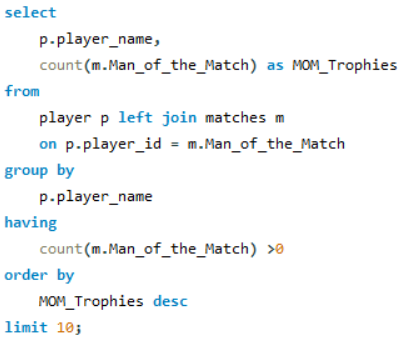 select
p.player_name,
count(m.Man_of_the_Match) as MOM_Trophies
from
player p left join matches m
on p.player_id = m.Man_of_the_Match
group by
p.player_name
having
count(m.Man_of_the_Match) >0
order by
MOM_Trophies desc
limit 10;